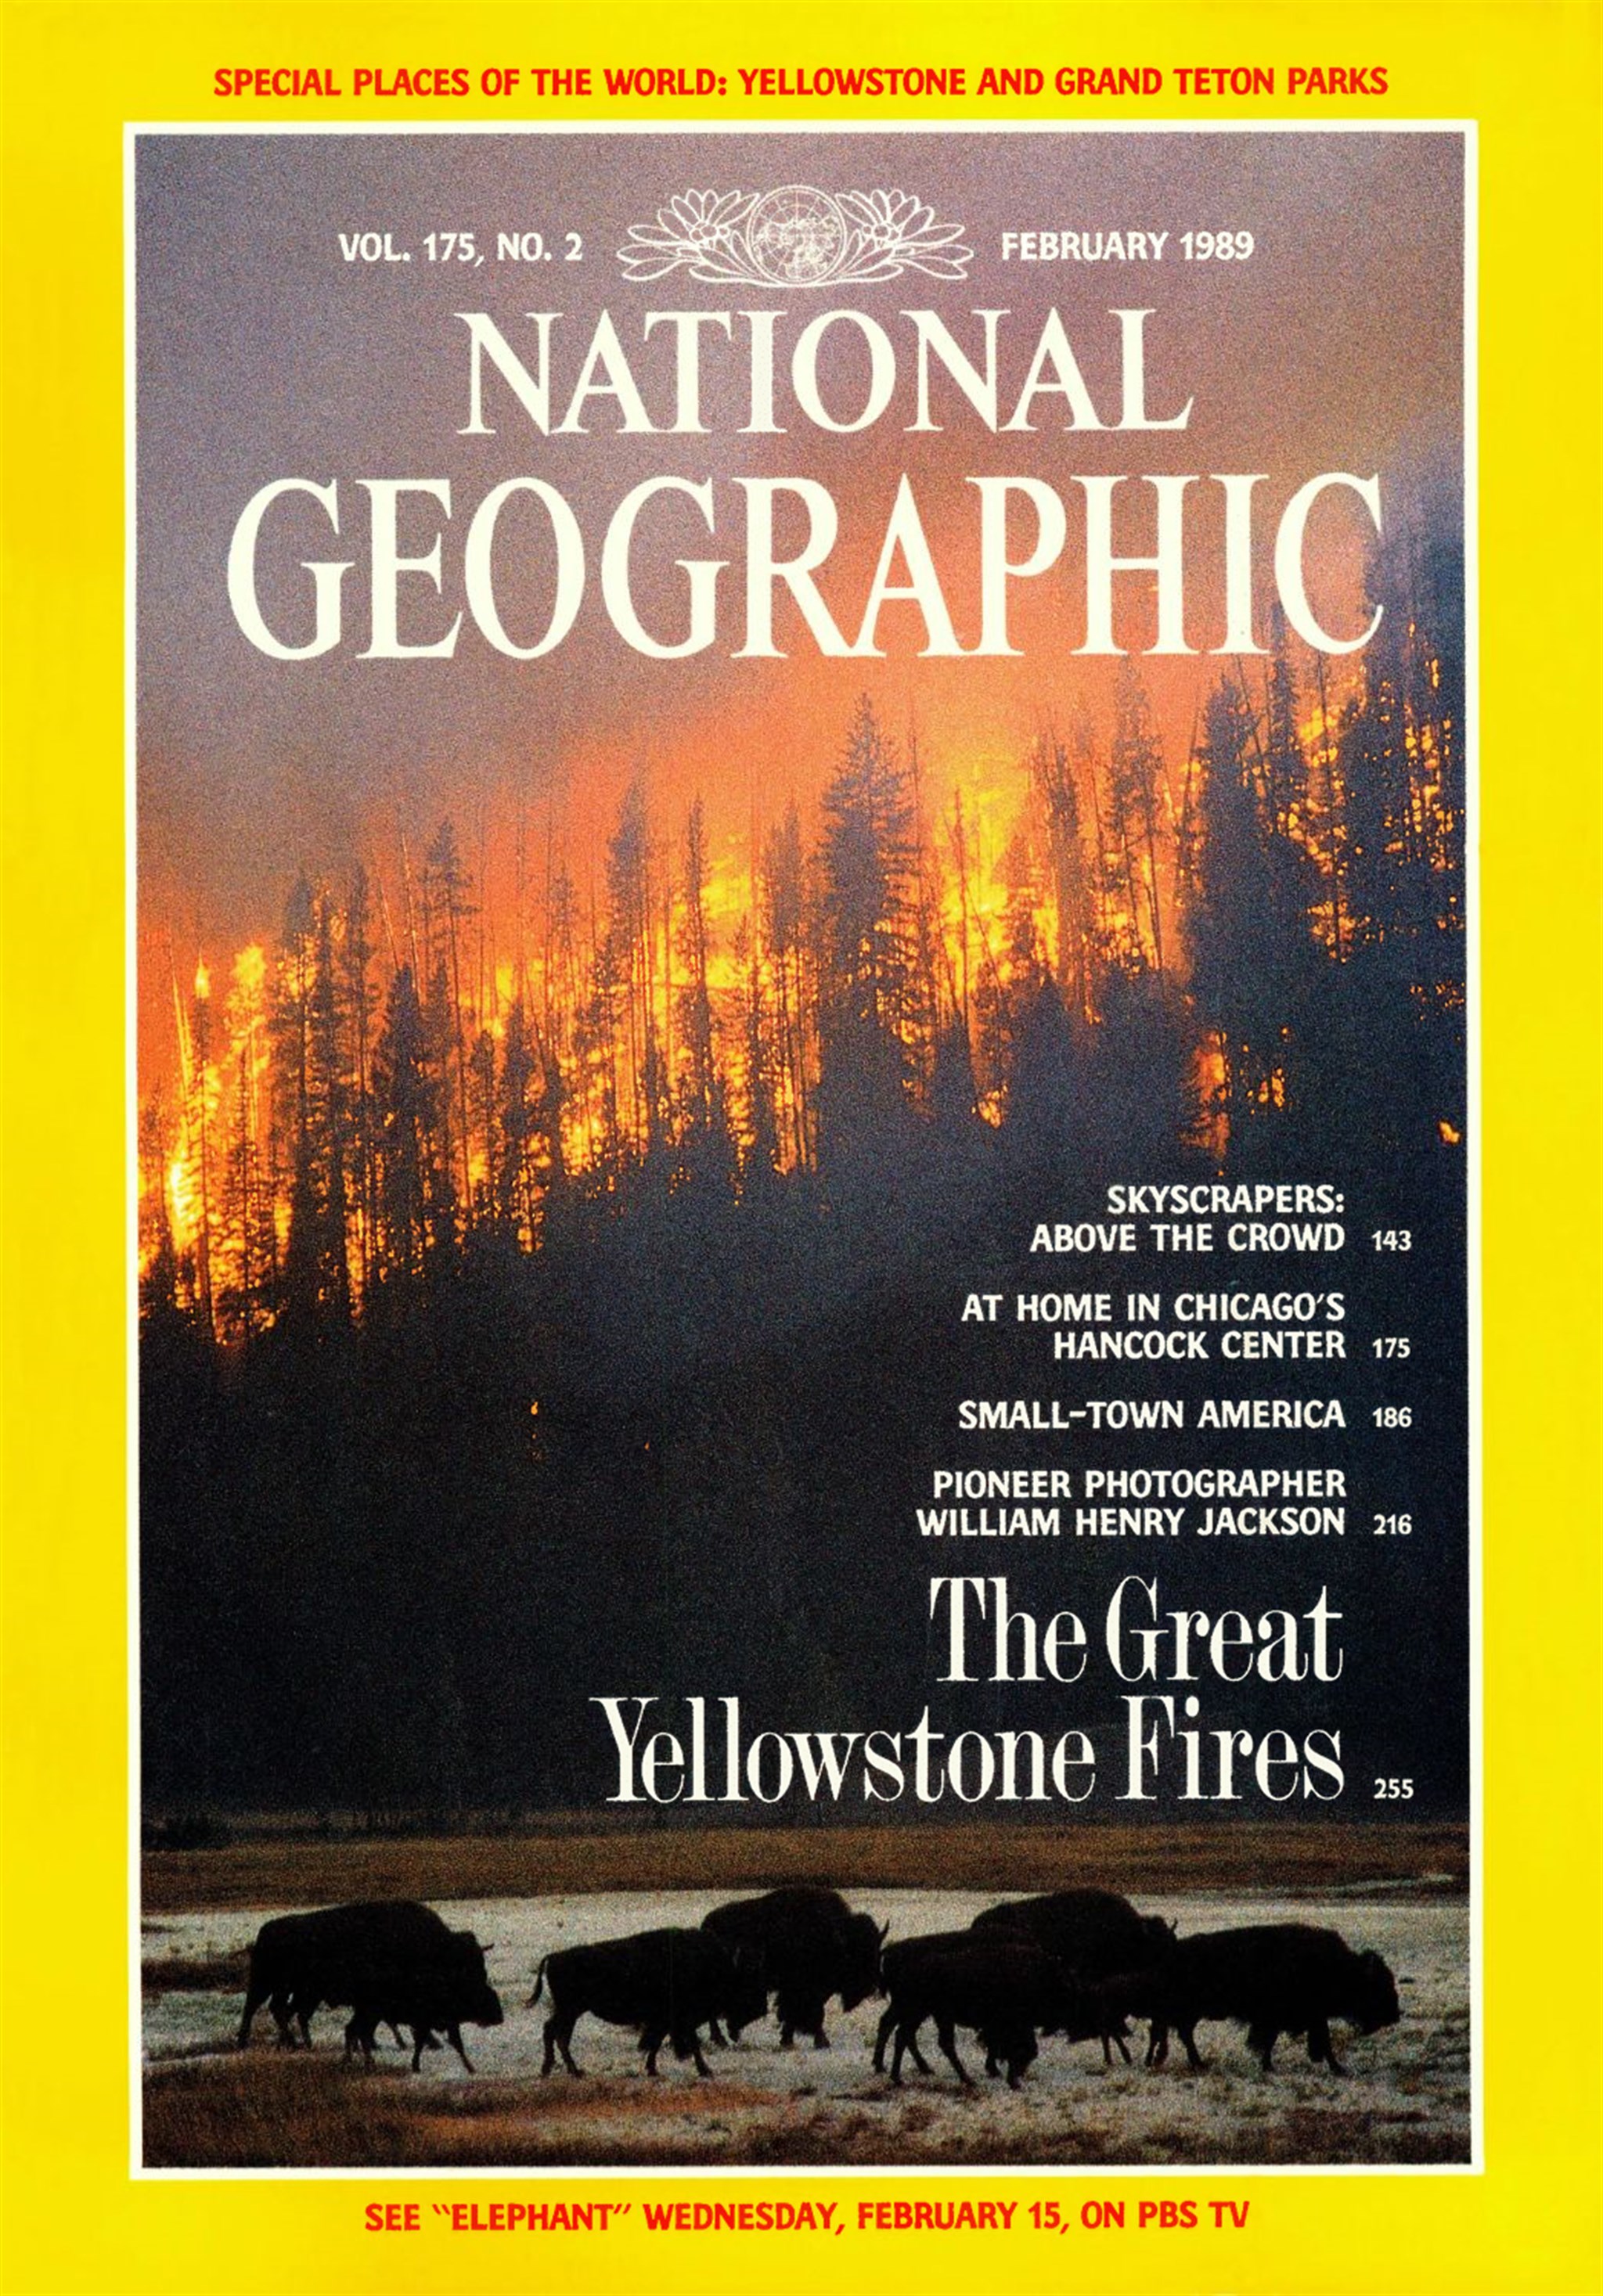 SPECIAL PLACES OF THE WORLD: YELLOWSTONE AND GRAND TETON PARKS
VOL. 175, NO. 2 FEBRUARY 1989
NATIONAL
GEOGRAPHIC
SKYSCRAPERS:
ABOVE THE CROWD 143
AT HOME IN CHICAGO'S
HANCOCK CENTER 175
SMALL-TOWN AMERICA 186
PIONEER PHOTOGRAPHER
WILLIAM HENRY JACKSON 216
The Great
Yellowstone Fires 255
SEE "ELEPHANT" WEDNESDAY, FEBRUARY 15, ON PBS TV